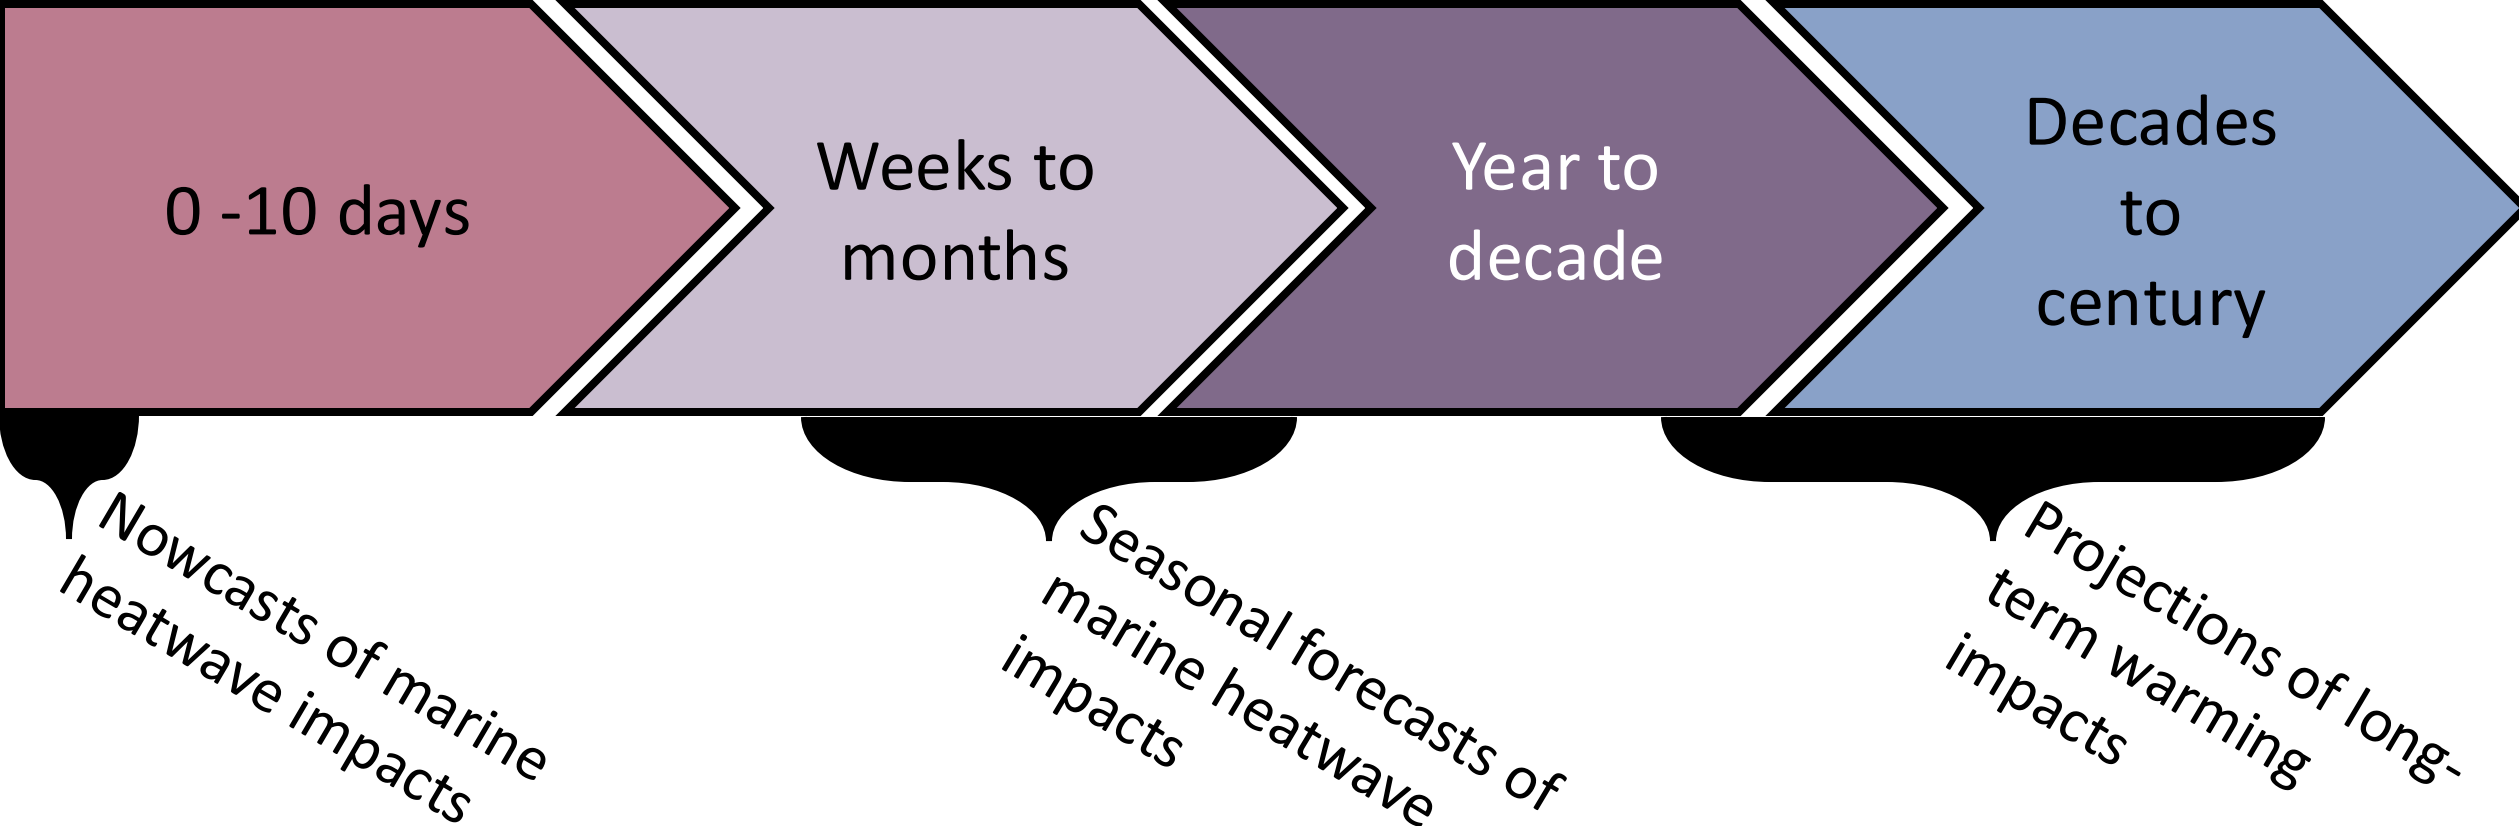 0 -10 days
Weeks to
months
Year to
decade
Decades
to
century
Nowcasts of marine
heatwave impacts
Seasonal forecasts of
marine heatwave
impacts
Projections of long-
term warming
impacts